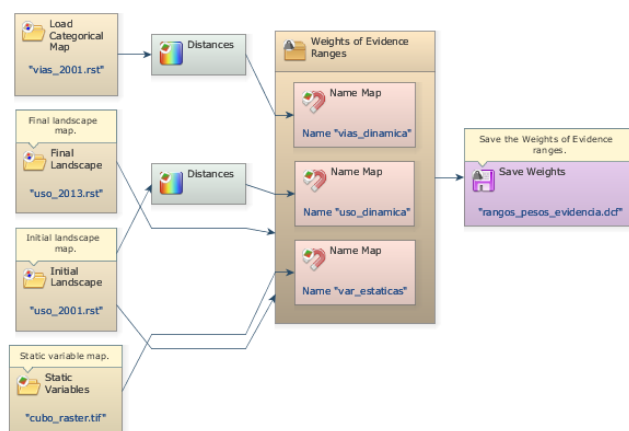 Load
Categorical
Map
"vias_2001.rst"
Distances
Weights of Evidence
Ranges
Name Map
Name "vias_dinamica"
Final landscape
map.
Final
Landscape
"uso_2013.rst"
Distances
Name Map
Name "uso_dinamica"
Save the Weights of Evidence
ranges.
Save Weights
"rangos_pesos_evidencia.dcf"
Initial landscape
map.
Initial
Landscape
"uso_2001.rst"
Name Map
Name "var_estaticas"
Static variable map.
Static
Variables
"cubo_raster.tif"